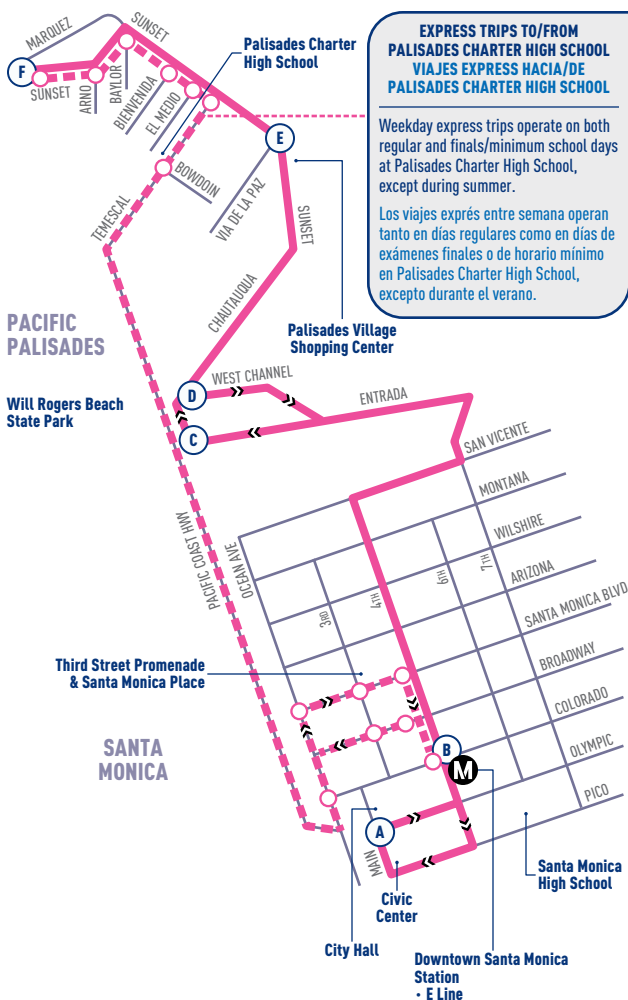 MARQUEZ
SUNSET
F
SUNSET
ARNO
BAYLOR
BIENVENIDA
EL MEDIO
Palisades Charter
High School
E
BOWDOIN
TEMESCAL
VIA DE LA PAZ
SUNSET
CHAUTAUQUA
EXPRESS TRIPS TO/FROM
PALISADES CHARTER HIGH SCHOOL
VIAJES EXPRESS HACIA/DE
PALISADES CHARTER HIGH SCHOOL
Weekday express trips operate on both
regular and finals/minimum school days
at Palisades Charter High School,
except during summer.
Los viajes exprés entre semana operan
tanto en días regulares como en días de
exámenes finales o de horario mínimo
en Palisades Charter High School,
excepto durante el verano.
PACIFIC
PALISADES
Palisades Village
Shopping Center
Will Rogers Beach
State Park
D
WEST CHANNEL
C
ENTRADA
SAN VICENTE
MONTANA
WILSHIRE
ARIZONA
SANTA MONICA BLVD
BROADWAY
COLORADO
OLYMPIC
PICO
PACIFIC COAST HWY
OCEAN AVE
3RD
4TH
6TH
7TH
Third Street Promenade
& Santa Monica Place
SANTA
MONICA
B
M
A
MAIN
Civic
Center
City Hall
Santa Monica
High School
Downtown Santa Monica
Station
• E Line